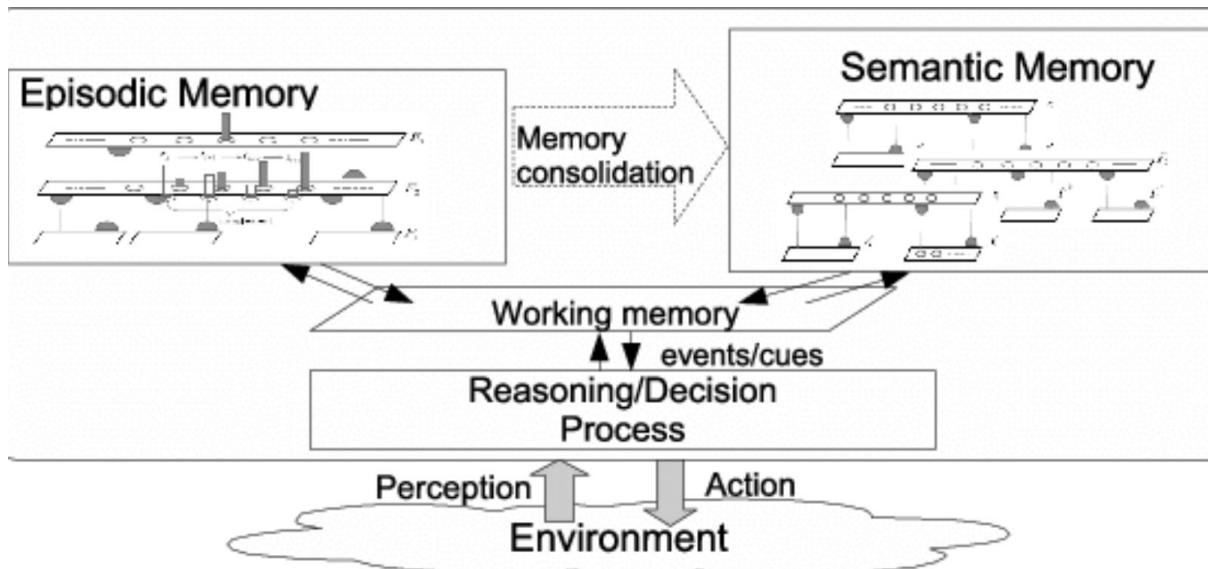 Episodic Memory
Semantic Memory
Memory
consolidation
Working memory
events/cues
Reasoning/Decision
Process
Perception
Action
Environment